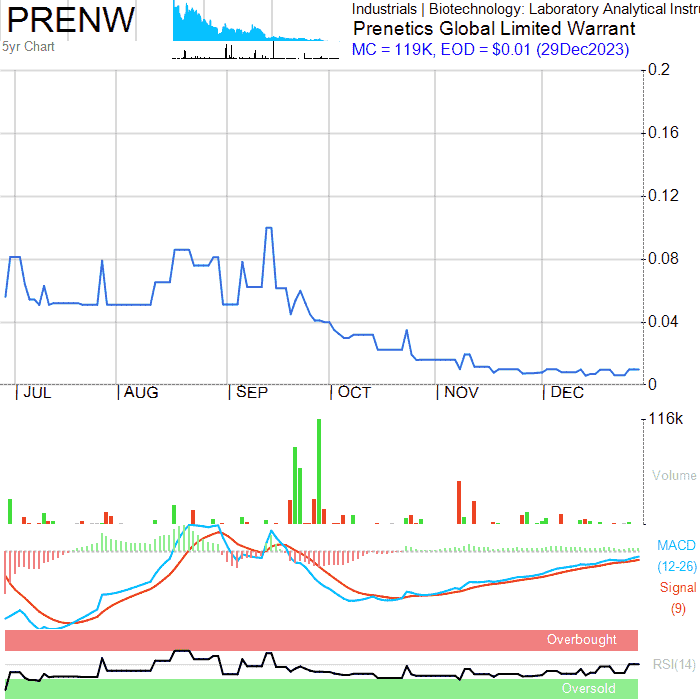 PRENW
Industrials | Biotechnology: Laboratory Analytical Instru
Prenetics Global Limited Warrant
5yr Chart
MC = 119K, EOD = $0.01 (29Dec2023)
0.2
0.16
0.12
0.08
0.04
0
JUL AUG SEP OCT NOV DEC
116k
Volume
MACD
(12-26)
Signal
(9)
Overbought
RSI(14)
Oversold